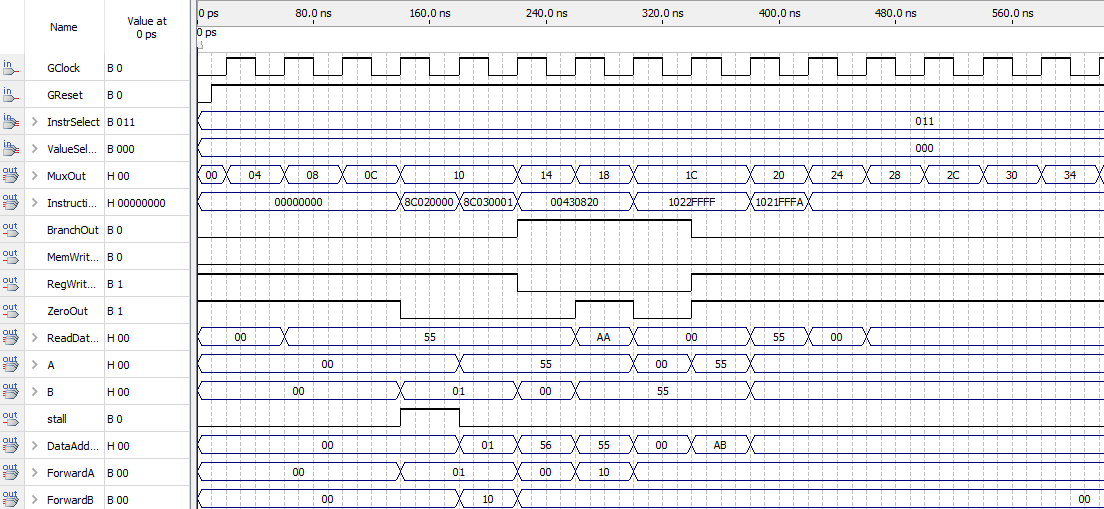 Name Value at 0 ps 0 ps 80.0 ns 160.0 ns 240.0 ns 320.0 ns 400.0 ns 480.0 ns 560.0 ns
0 ps
in GClock B 0
in GReset B 0
in InstrSelect B 011 011
in ValueSel... B 000 000
out MuxOut H 00 00 04 08 0C 10 14 18 1C 20 24 28 2C 30 34
out Instructi... H 00000000 00000000 8C020000 8C030001 00430820 1022FFFF 1021FFFA
out BranchOut B 0
out MemWrit... B 0
out RegWrit... B 1
out ZeroOut B 1
out ReadDat... H 00 00 55 AA 00 55 00
out A H 00 00 55 00 55
out B H 00 00 01 00 55
out stall B 0
out DataAdd... H 00 00 01 56 55 00 AB
out ForwardA B 00 00 01 00 10
out ForwardB B 00 00 10 00